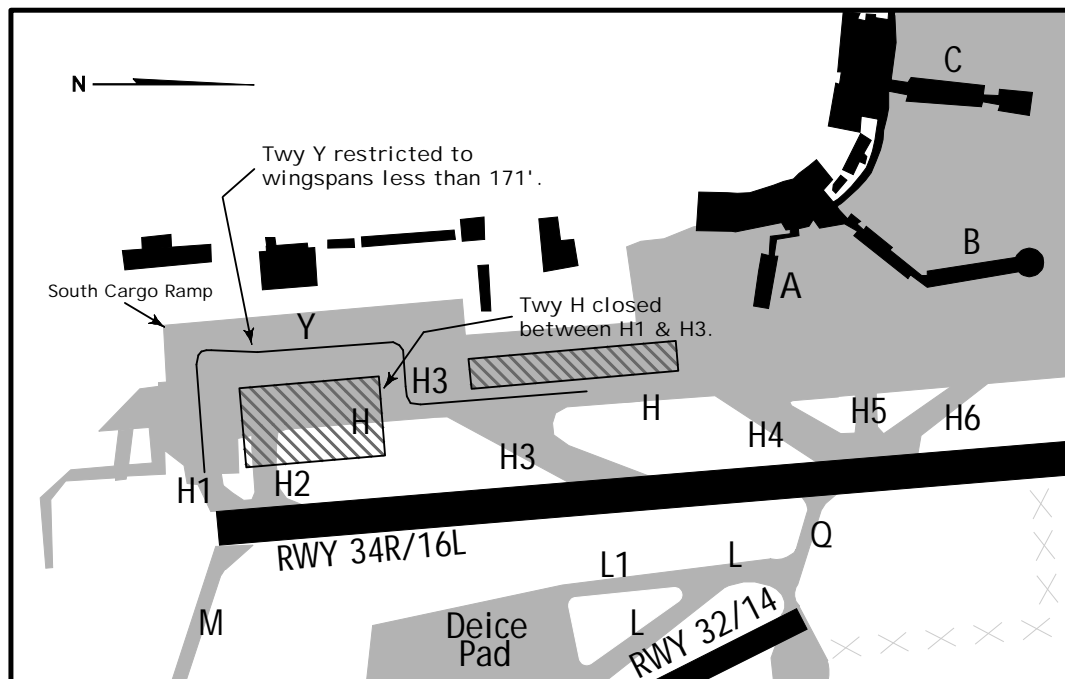 C
N
Twy Y restricted to
wingspans less than 171'.
B
A
South Cargo Ramp
Twy H closed
between H1 & H3.
Y
H3
H
H
H5
H6
H4
H3
H1
H2
RWY 34R/16L
Q
L
L1
M
Deice
Pad
L
RWY 32/14